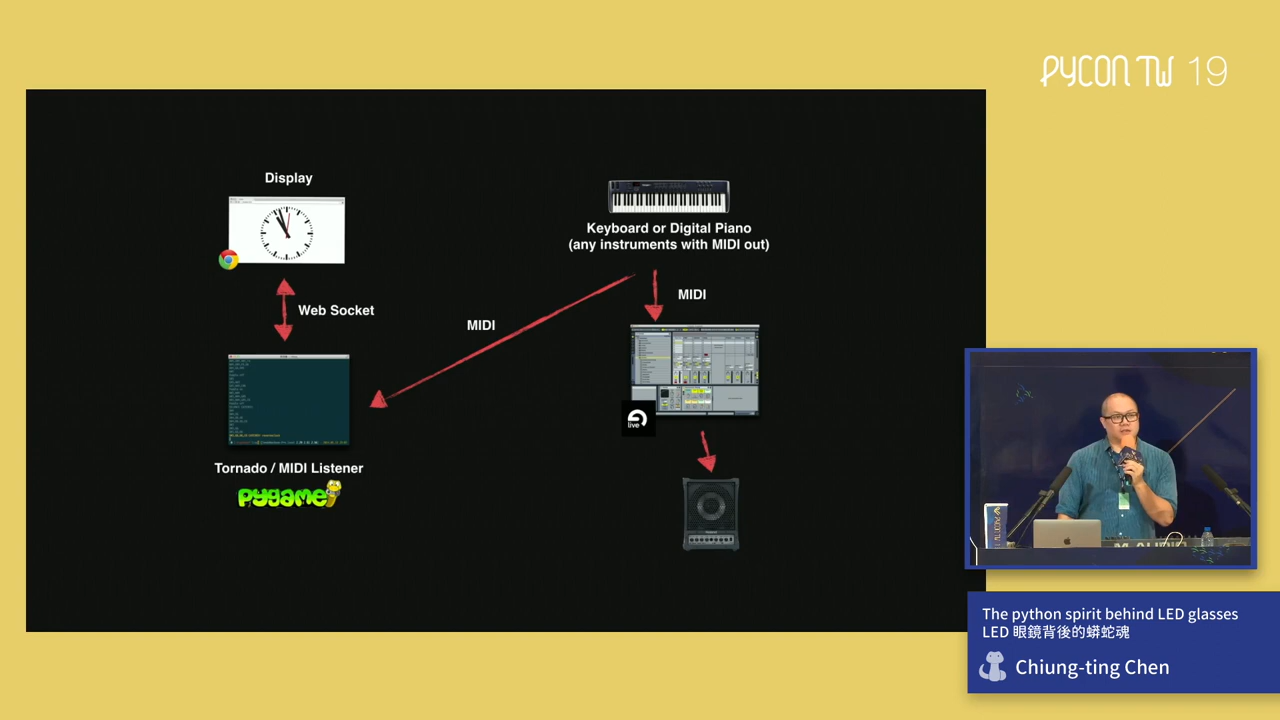 PYCON TW 19
Display
Keyboard or Digital Piano
(any instruments with MIDI out)
Web Socket
MIDI
MIDI
live
Tornado / MIDI Listener
pygame
The python spirit behind LED glasses
LED 眼鏡背後的蟒蛇魂
Chiung-ting Chen